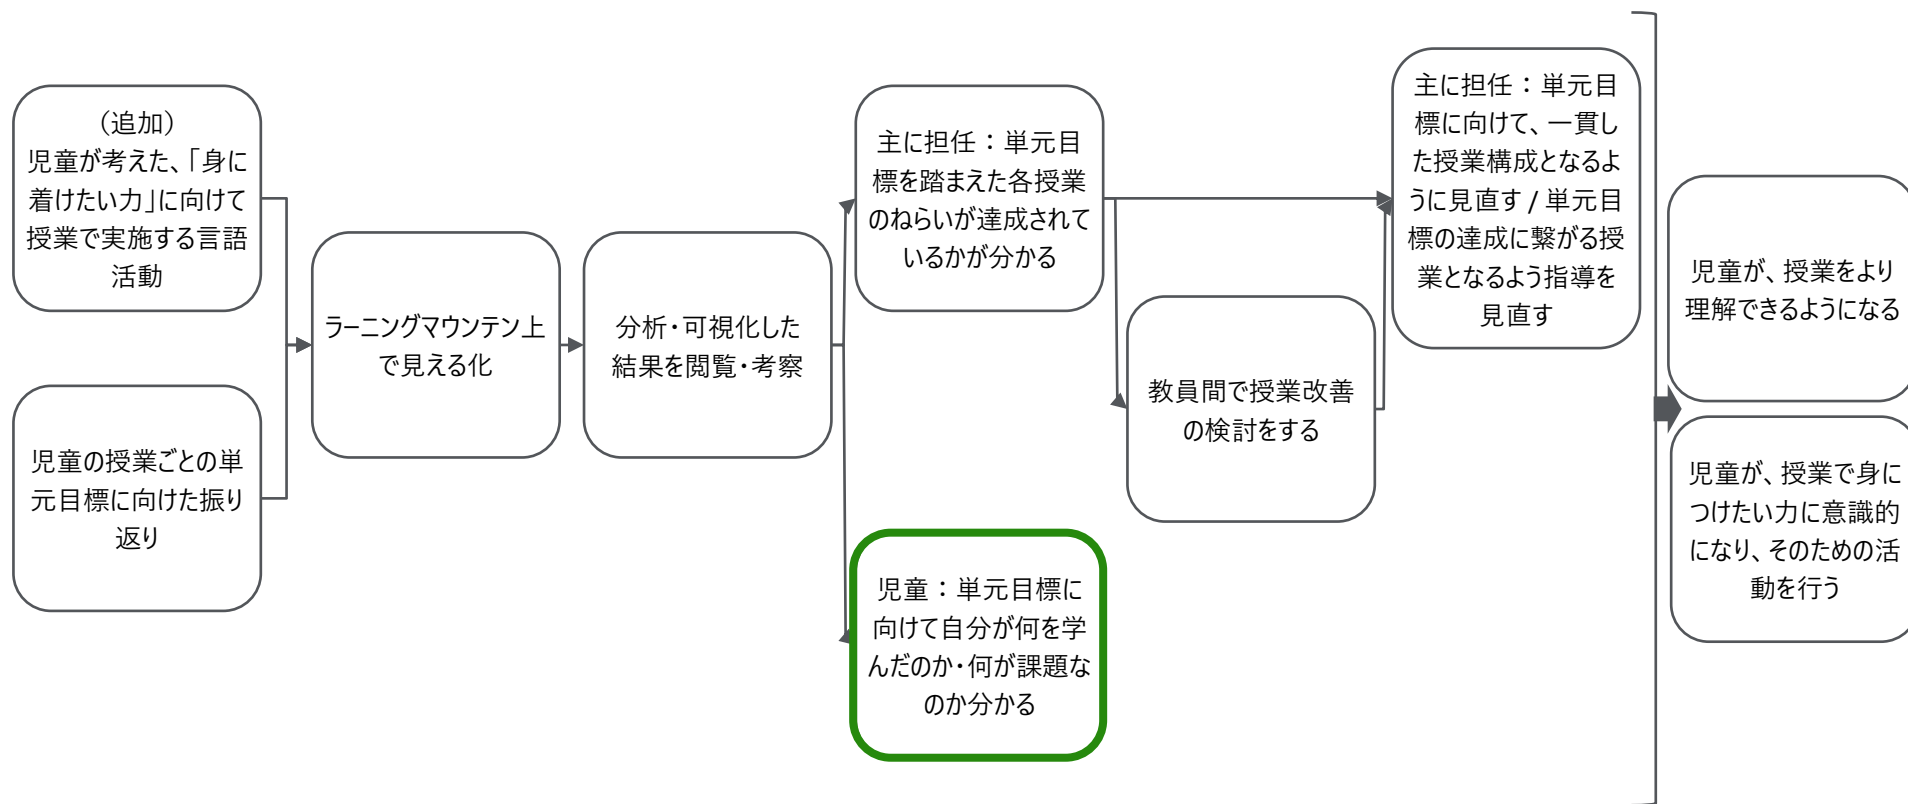 （追加）
児童が考えた、「身に
着けたい力」に向けて
授業で実施する言語
活動
児童の授業ごとの単
元目標に向けた振り
返り
ラーニングマウンテン上
で見える化
分析・可視化した
結果を閲覧・考察
主に担任：単元目
標を踏まえた各授業
のねらいが達成されて
いるかが分かる
児童：単元目標に
向けて自分が何を学
んだのか・何が課題な
のか分かる
教員間で授業改善
の検討をする
主に担任：単元目
標に向けて、一貫し
た授業構成となるよ
うに見直す / 単元目
標の達成に繋がる授
業となるよう指導を
見直す
児童が、授業をより
理解できるようになる
児童が、授業で身に
つけたい力に意識的
になり、そのための活
動を行う